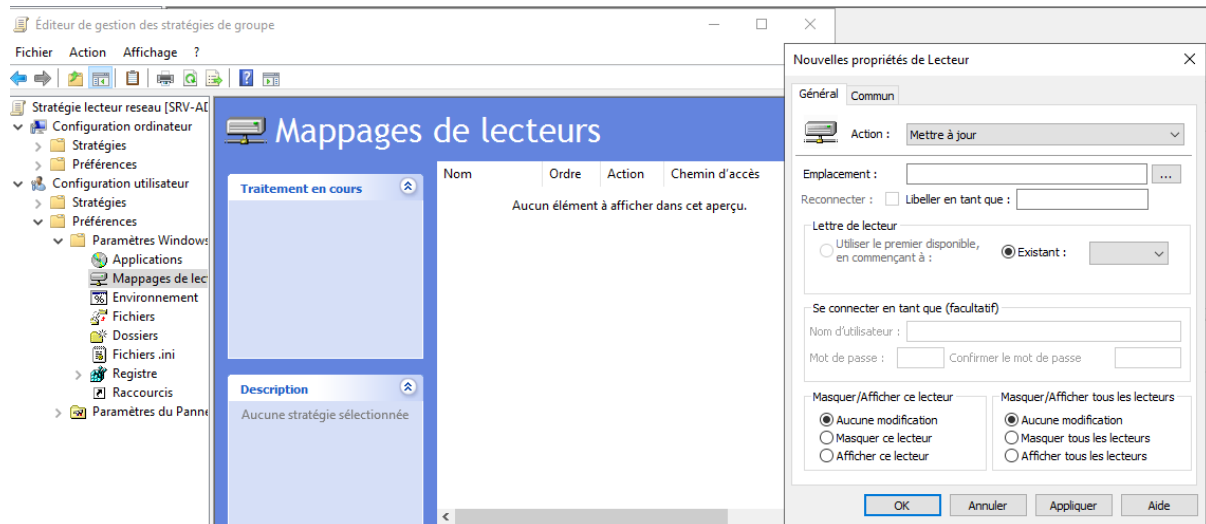 Éditeur de gestion des stratégies de groupe
Fichier Action Affichage ?
Stratégie lecteur reseau [SRV-AD
Configuration ordinateur
Stratégies
Préférences
Configuration utilisateur
Stratégies
Préférences
Paramètres Windows
Applications
Mappages de lec
Environnement
Fichiers
Dossiers
Fichiers .ini
Registre
Raccourcis
Paramètres du Panne
Mappages de lecteurs
Traitement en cours
Description
Aucune stratégie sélectionnée
Nom Ordre Action Chemin d'accès
Aucun élément à afficher dans cet aperçu.
Nouvelles propriétés de Lecteur
Général Commun
Action : Mettre à jour
Emplacement : ...
Reconnecter : Libeller en tant que :
Lettre de lecteur
Utiliser le premier disponible,
en commençant à :
Existant :
Se connecter en tant que (facultatif)
Nom d'utilisateur :
Mot de passe : Confirmer le mot de passe
Masquer/Afficher ce lecteur
Aucune modification
Masquer ce lecteur
Afficher ce lecteur
Masquer/Afficher tous les lecteurs
Aucune modification
Masquer tous les lecteurs
Afficher tous les lecteurs
OK Annuler Appliquer Aide